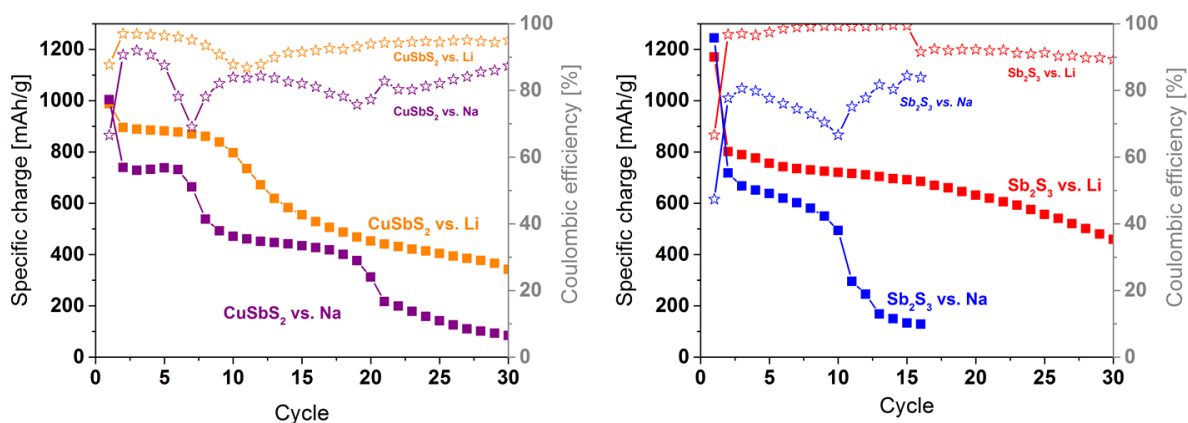 Specific charge [mAh/g]
1200
1000
800
600
400
200
0
0 5 10 15 20 25 30
Cycle
100
80
60
40
20
0
Coulombic efficiency [%]
CuSbS₂ vs. Li
CuSbS₂ vs. Na
CuSbS₂ vs. Li
CuSbS₂ vs. Na
Specific charge [mAh/g]
1200
1000
800
600
400
200
0
0 5 10 15 20 25 30
Cycle
100
80
60
40
20
0
Coulombic efficiency [%]
Sb₂S₃ vs. Li
Sb₂S₃ vs. Na
Sb₂S₃ vs. Li
Sb₂S₃ vs. Na